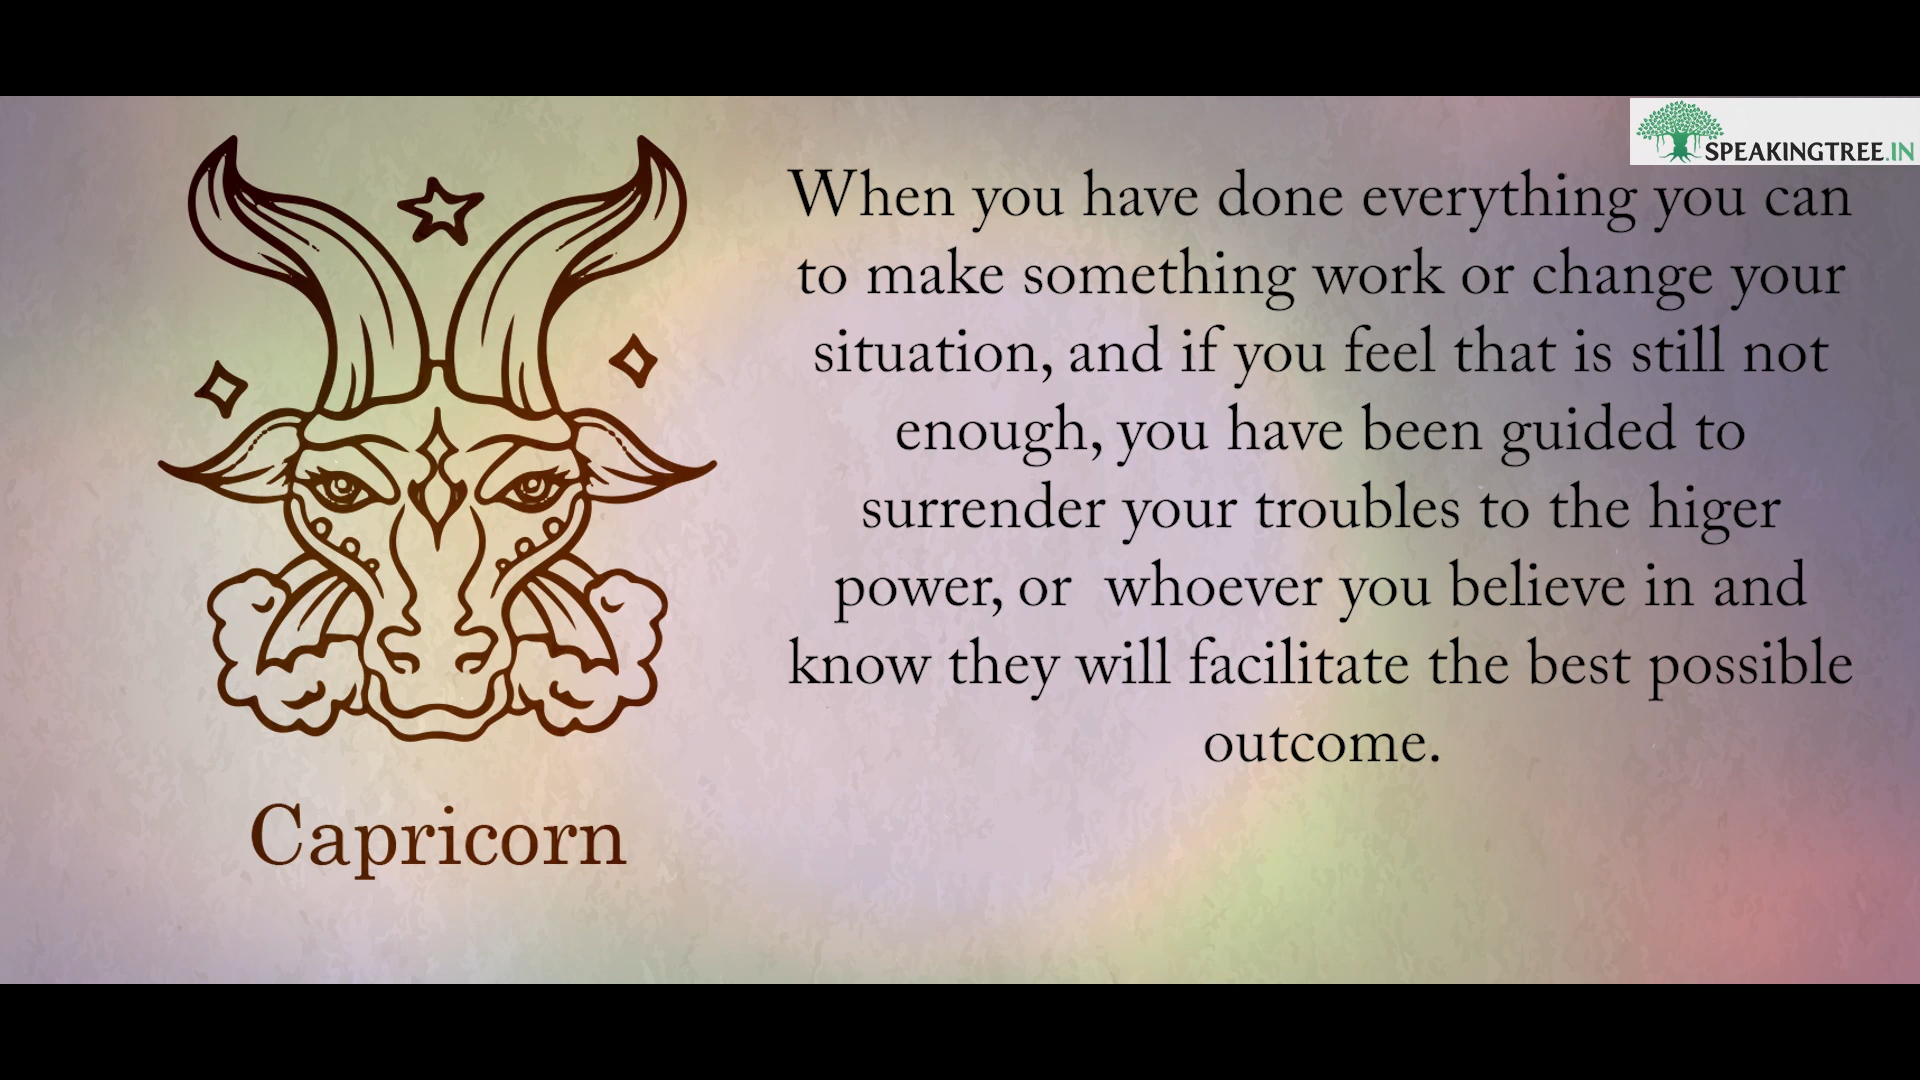 SPEAKINGTREE.IN
When you have done everything you can
to make something work or change your
situation, and if you feel that is still not
enough, you have been guided to
surrender your troubles to the higer
power, or  whoever you believe in and
know they will facilitate the best possible
outcome.
Capricorn